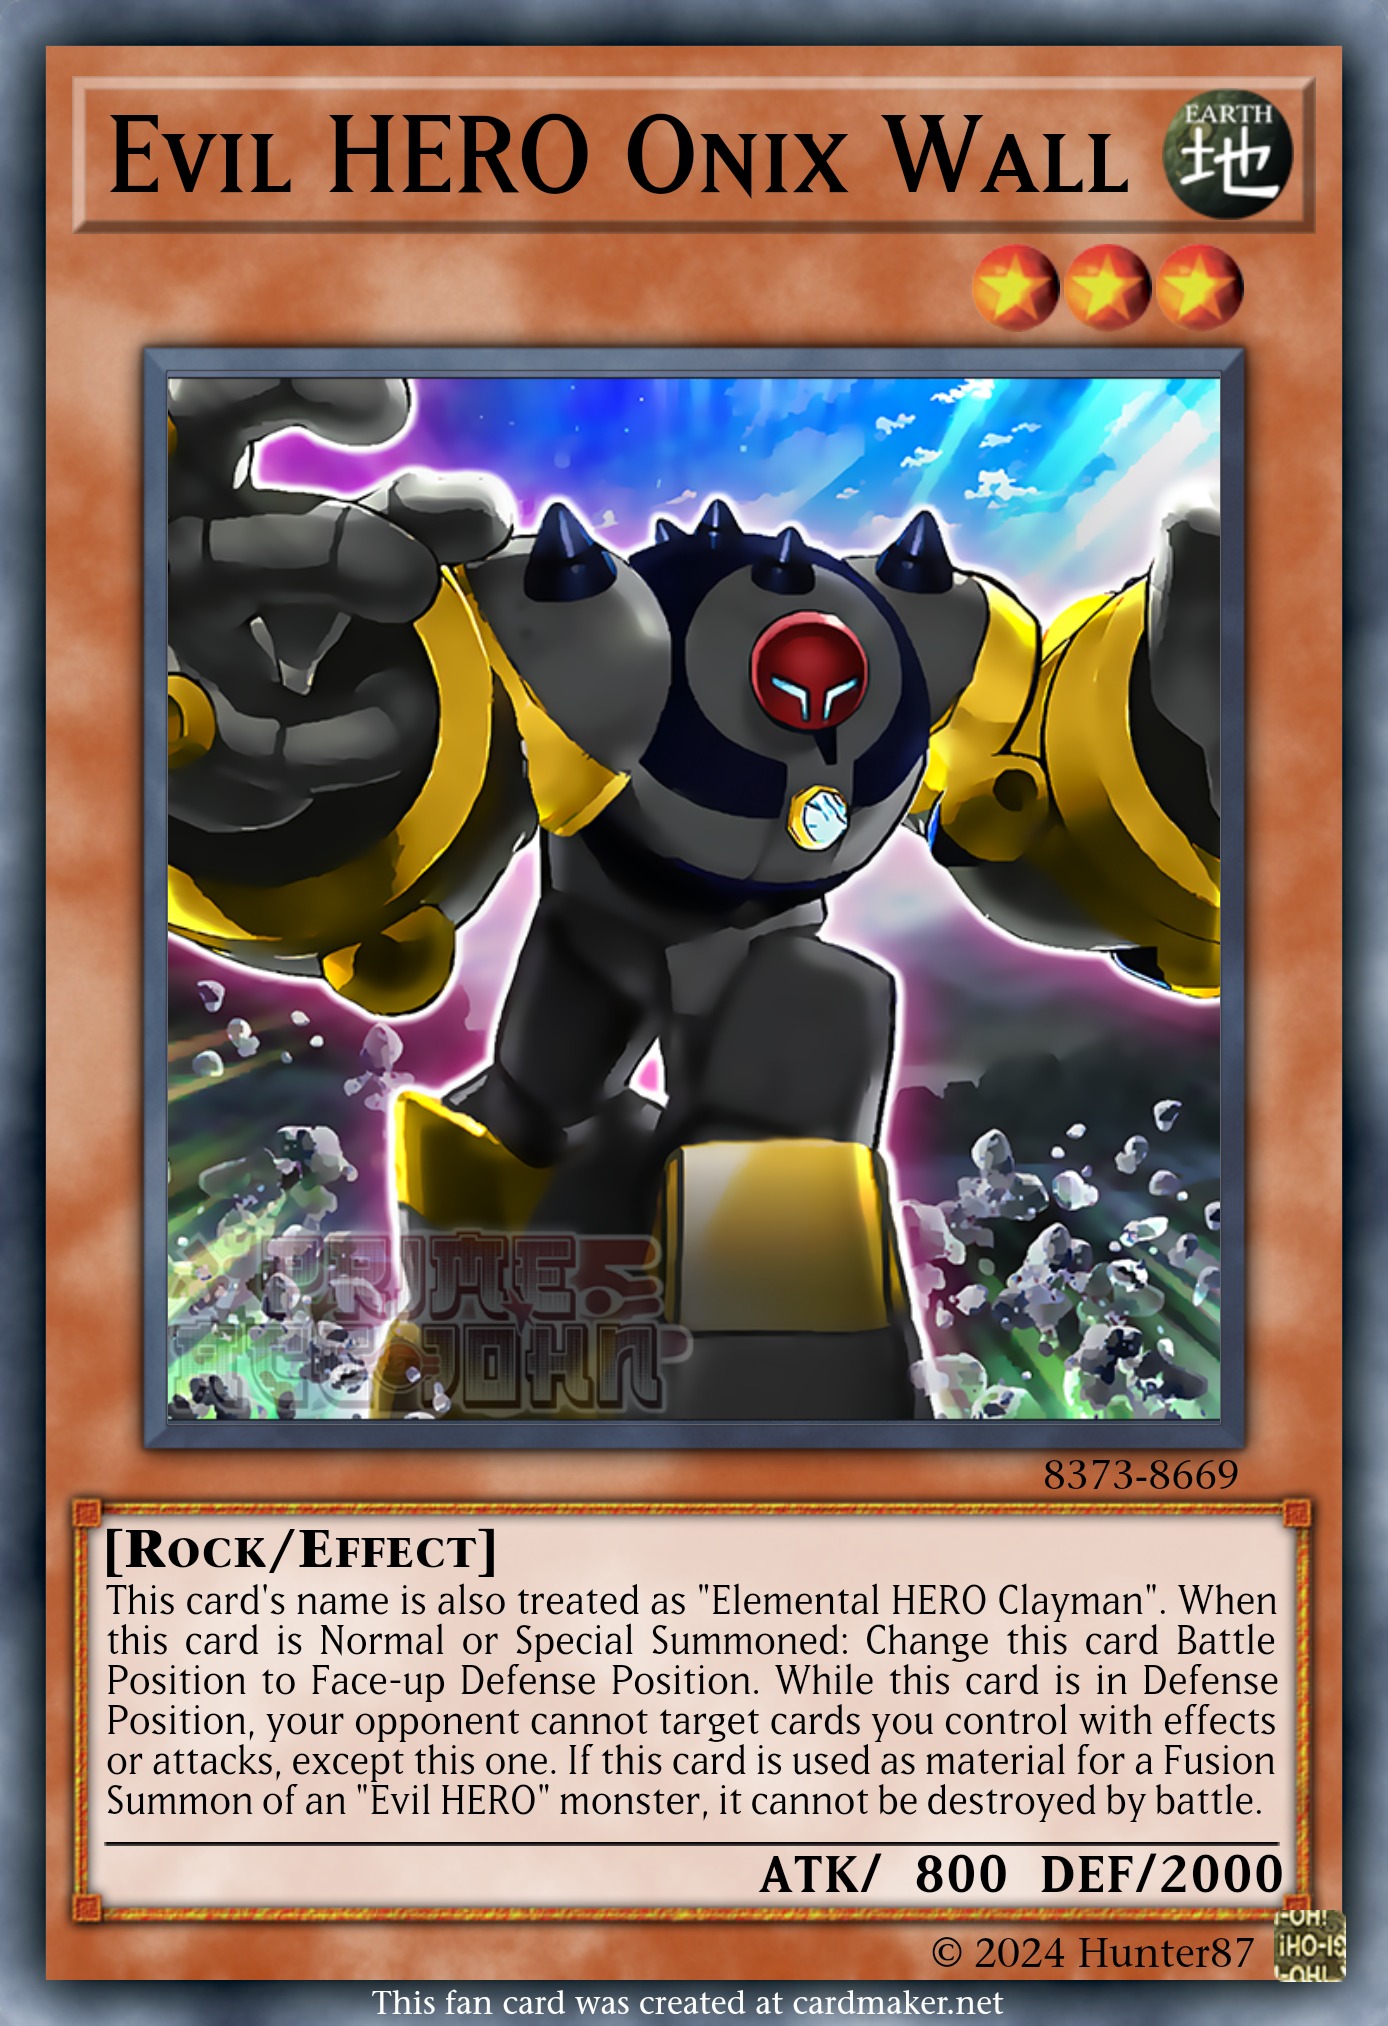 EVIL HERO ONIX WALL
EARTH
地
PRIME
ACE JOHN
8373-8669
[ROCK/EFFECT]
This card's name is also treated as "Elemental HERO Clayman". When
this card is Normal or Special Summoned: Change this card Battle
Position to Face-up Defense Position. While this card is in Defense
Position, your opponent cannot target cards you control with effects
or attacks, except this one. If this card is used as material for a Fusion
Summon of an "Evil HERO" monster, it cannot be destroyed by battle.
ATK/ 800 DEF/2000
© 2024 Hunter87
This fan card was created at cardmaker.net